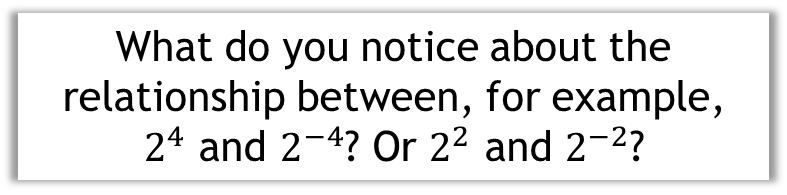 What do you notice about the
relationship between, for example,
2⁴ and 2⁻⁴? Or 2² and 2⁻²?